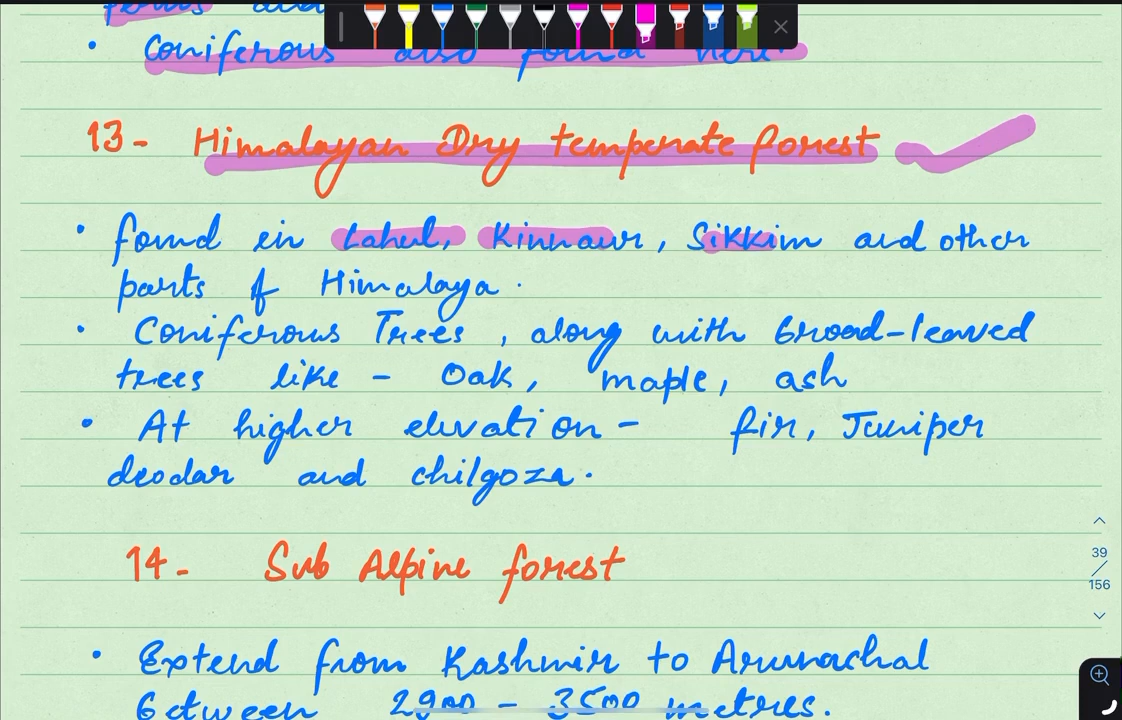 • Coniferous also found here
13- Himalayan Dry temperate forest
• found in Lahul, Kinnaur, Sikkim and other
parts of Himalaya.
• Coniferous Trees, along with broad-leaved
trees like - Oak, maple, ash
• At higher elevation - fir, Juniper
deodar and chilgoza.
14- Sub Alpine forest
• Extend from Kashmir to Arunachal
between 2900 - 3500 metres.
39
156